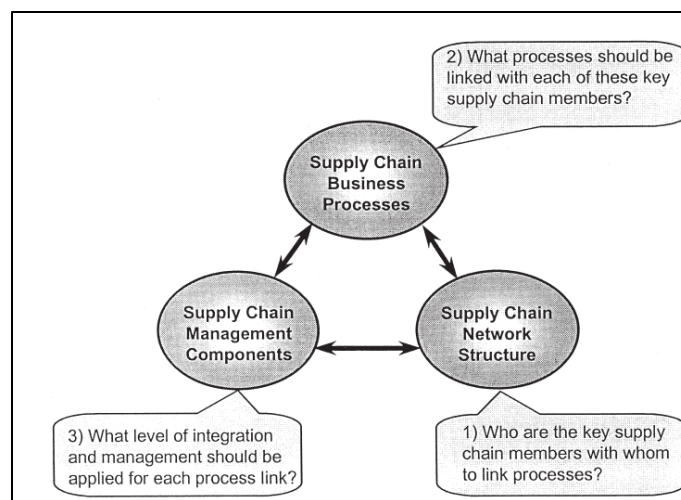 2) What processes should be
linked with each of these key
supply chain members?
Supply Chain
Business
Processes
Supply Chain
Management
Components
Supply Chain
Network
Structure
3) What level of integration
and management should be
applied for each process link?
1) Who are the key supply
chain members with whom
to link processes?